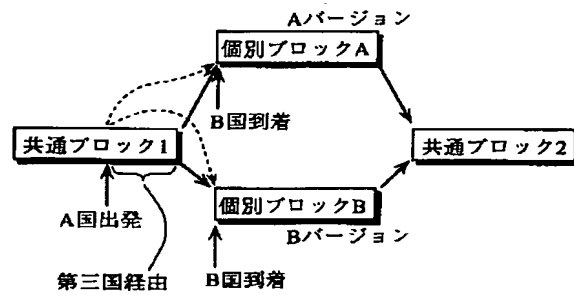 Aバージョン
個別ブロックA
B国到着
共通ブロック1
共通ブロック2
A国出発
個別ブロックB
Bバージョン
第三国経由
B国到着